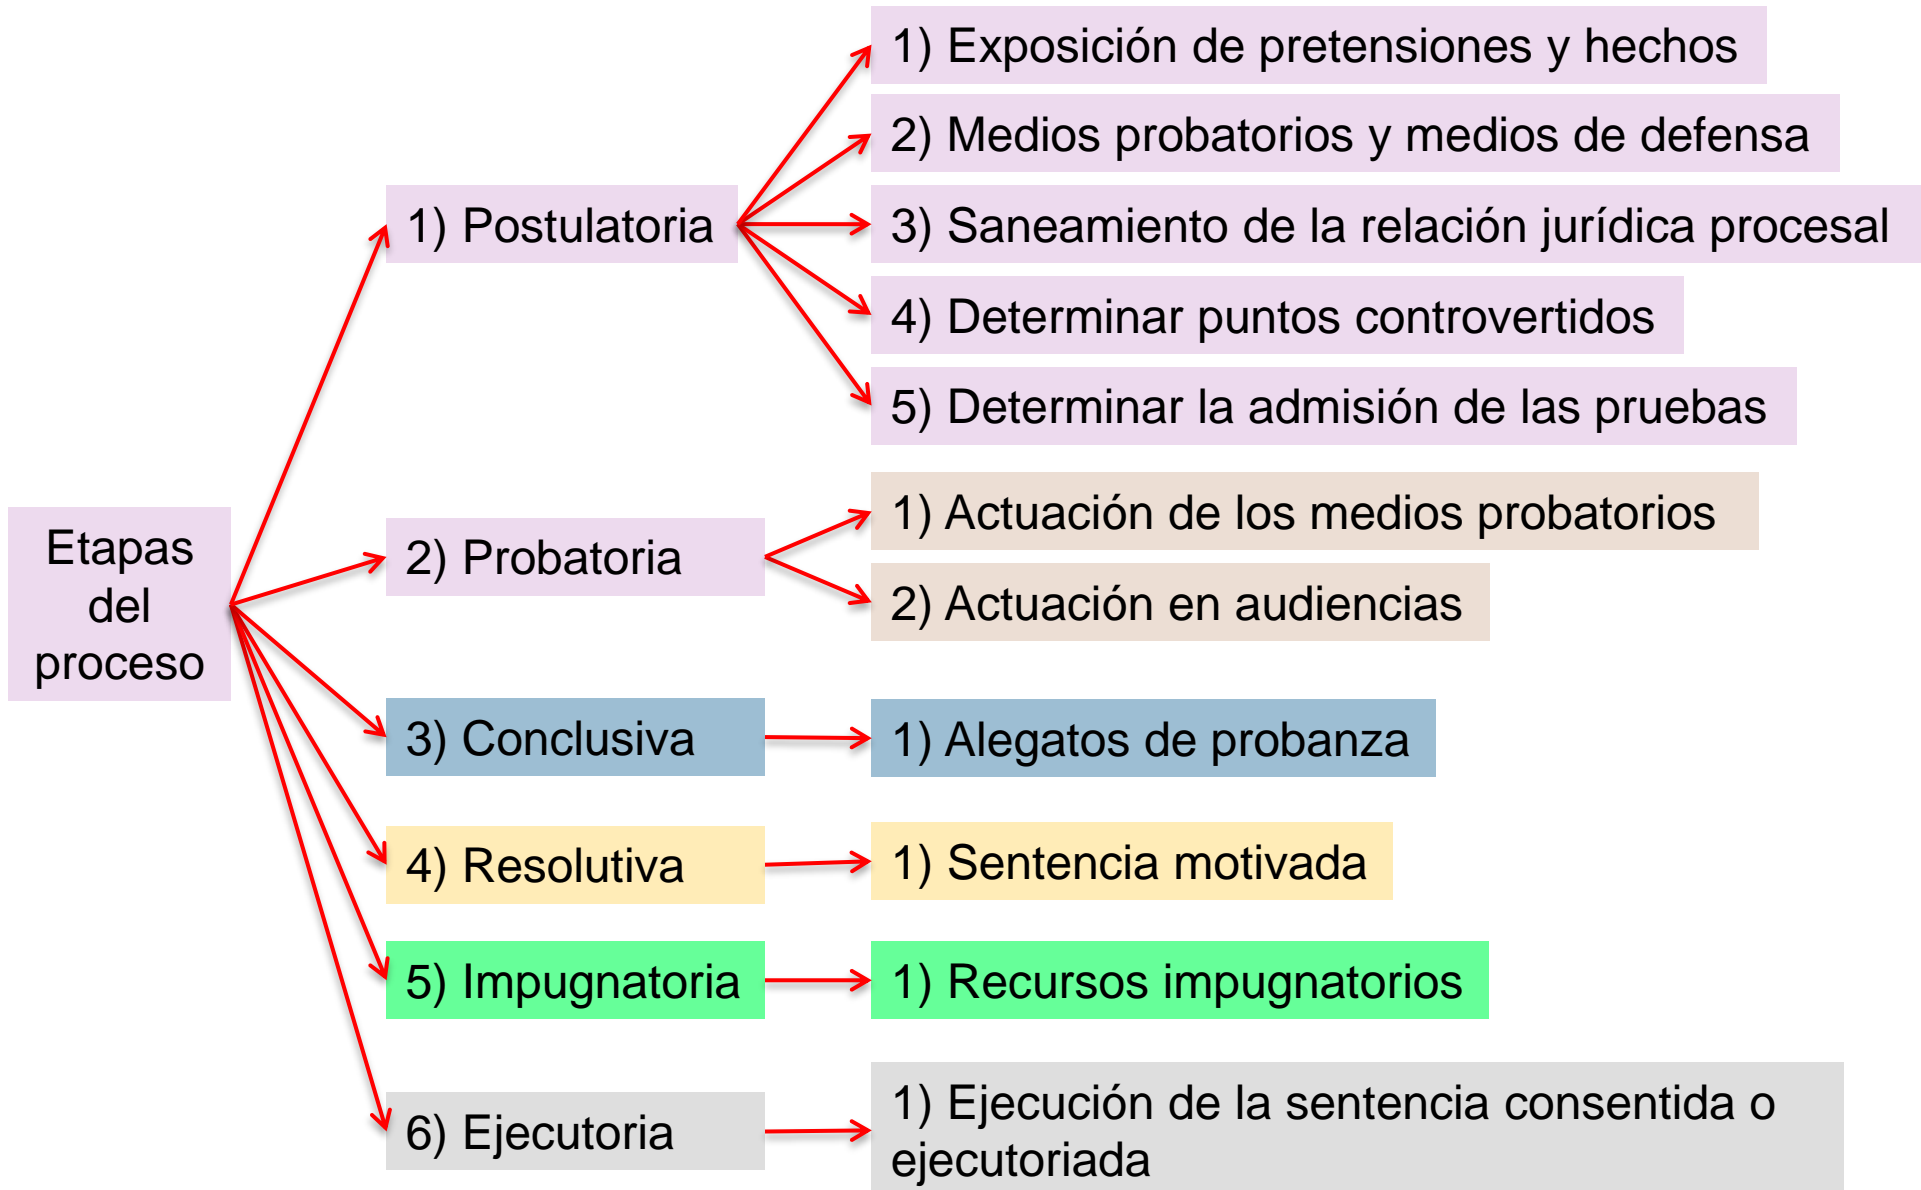 Etapas
del
proceso
1) Postulatoria
1) Exposición de pretensiones y hechos
2) Medios probatorios y medios de defensa
3) Saneamiento de la relación jurídica procesal
4) Determinar puntos controvertidos
5) Determinar la admisión de las pruebas
2) Probatoria
1) Actuación de los medios probatorios
2) Actuación en audiencias
3) Conclusiva
1) Alegatos de probanza
4) Resolutiva
1) Sentencia motivada
5) Impugnatoria
1) Recursos impugnatorios
6) Ejecutoria
1) Ejecución de la sentencia consentida o
ejecutoriada